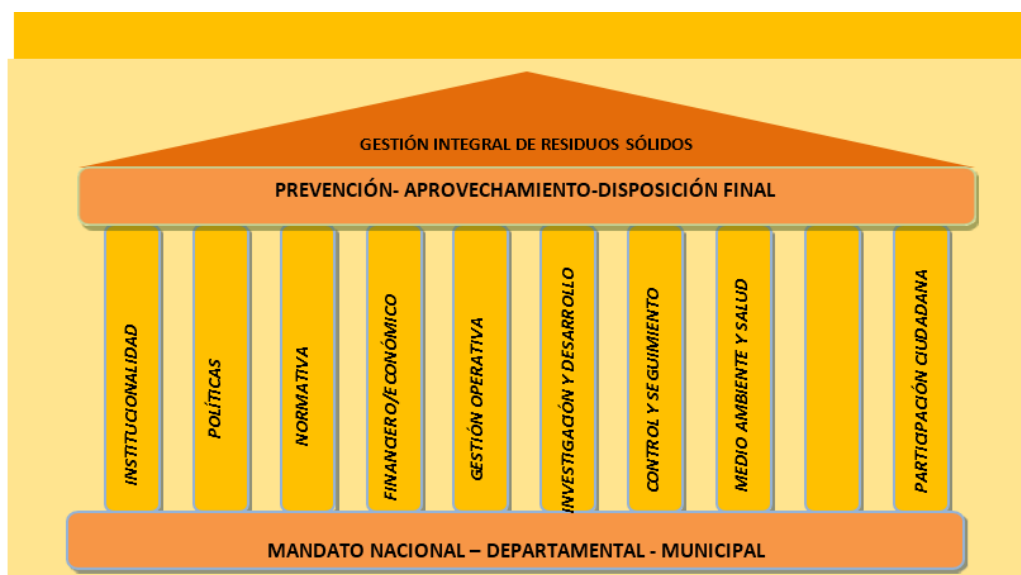 GESTIÓN INTEGRAL DE RESIDUOS SÓLIDOS
PREVENCIÓN- APROVECHAMIENTO-DISPOSICIÓN FINAL
INSTITUCIONALIDAD
POLÍTICAS
NORMATIVA
FINANCIERO/ECONÓMICO
GESTIÓN OPERATIVA
INVESTIGACIÓN Y DESARROLLO
CONTROL Y SEGUIMIENTO
MEDIO AMBIENTE Y SALUD
PARTICIPACIÓN CIUDADANA
MANDATO NACIONAL – DEPARTAMENTAL - MUNICIPAL